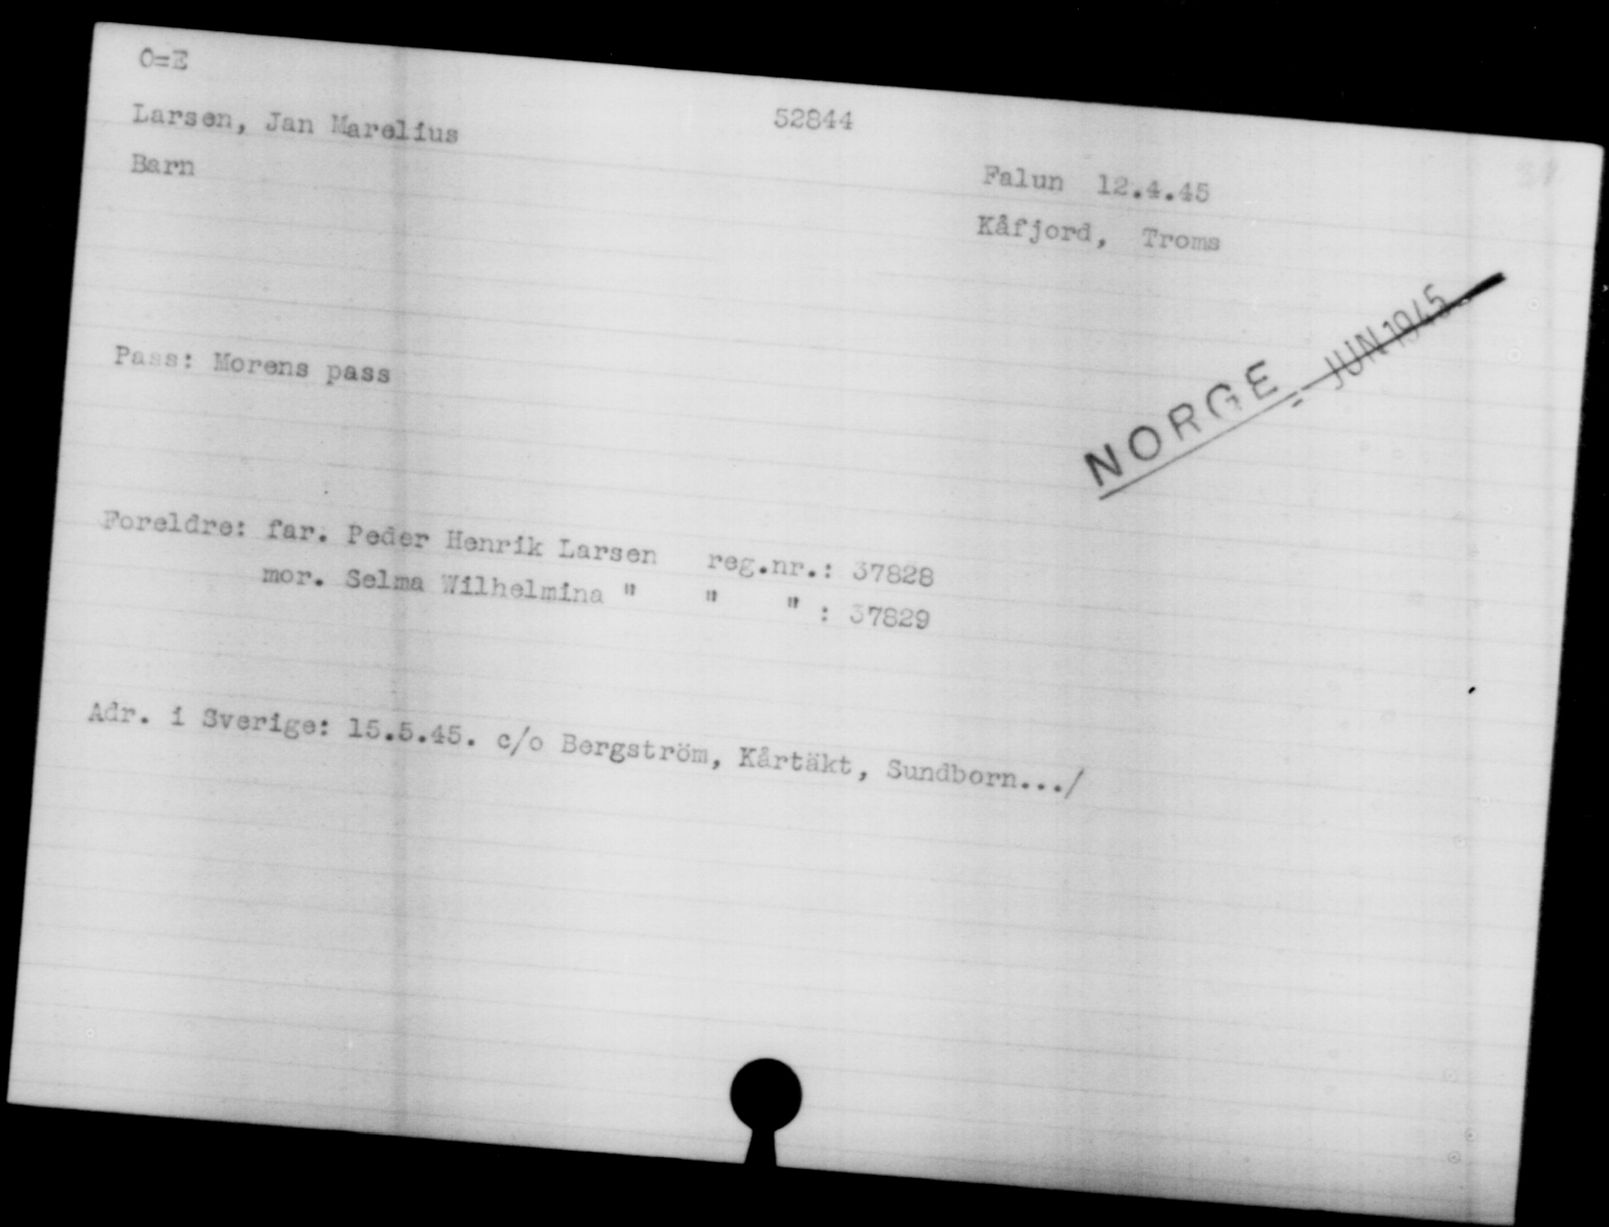 O=E
Larsen, Jan Marelius 52844
Barn
Falun 12.4.45
Kåfjord, Troms
NORGE - JUN 1945
Pass: Morens pass
Foreldre: far. Peder Henrik Larsen reg.nr.: 37828
mor. Selma Wilhelmina " " " : 37829
Adr. i Sverige: 15.5.45. c/o Bergström, Kårtäkt, Sundborn.../